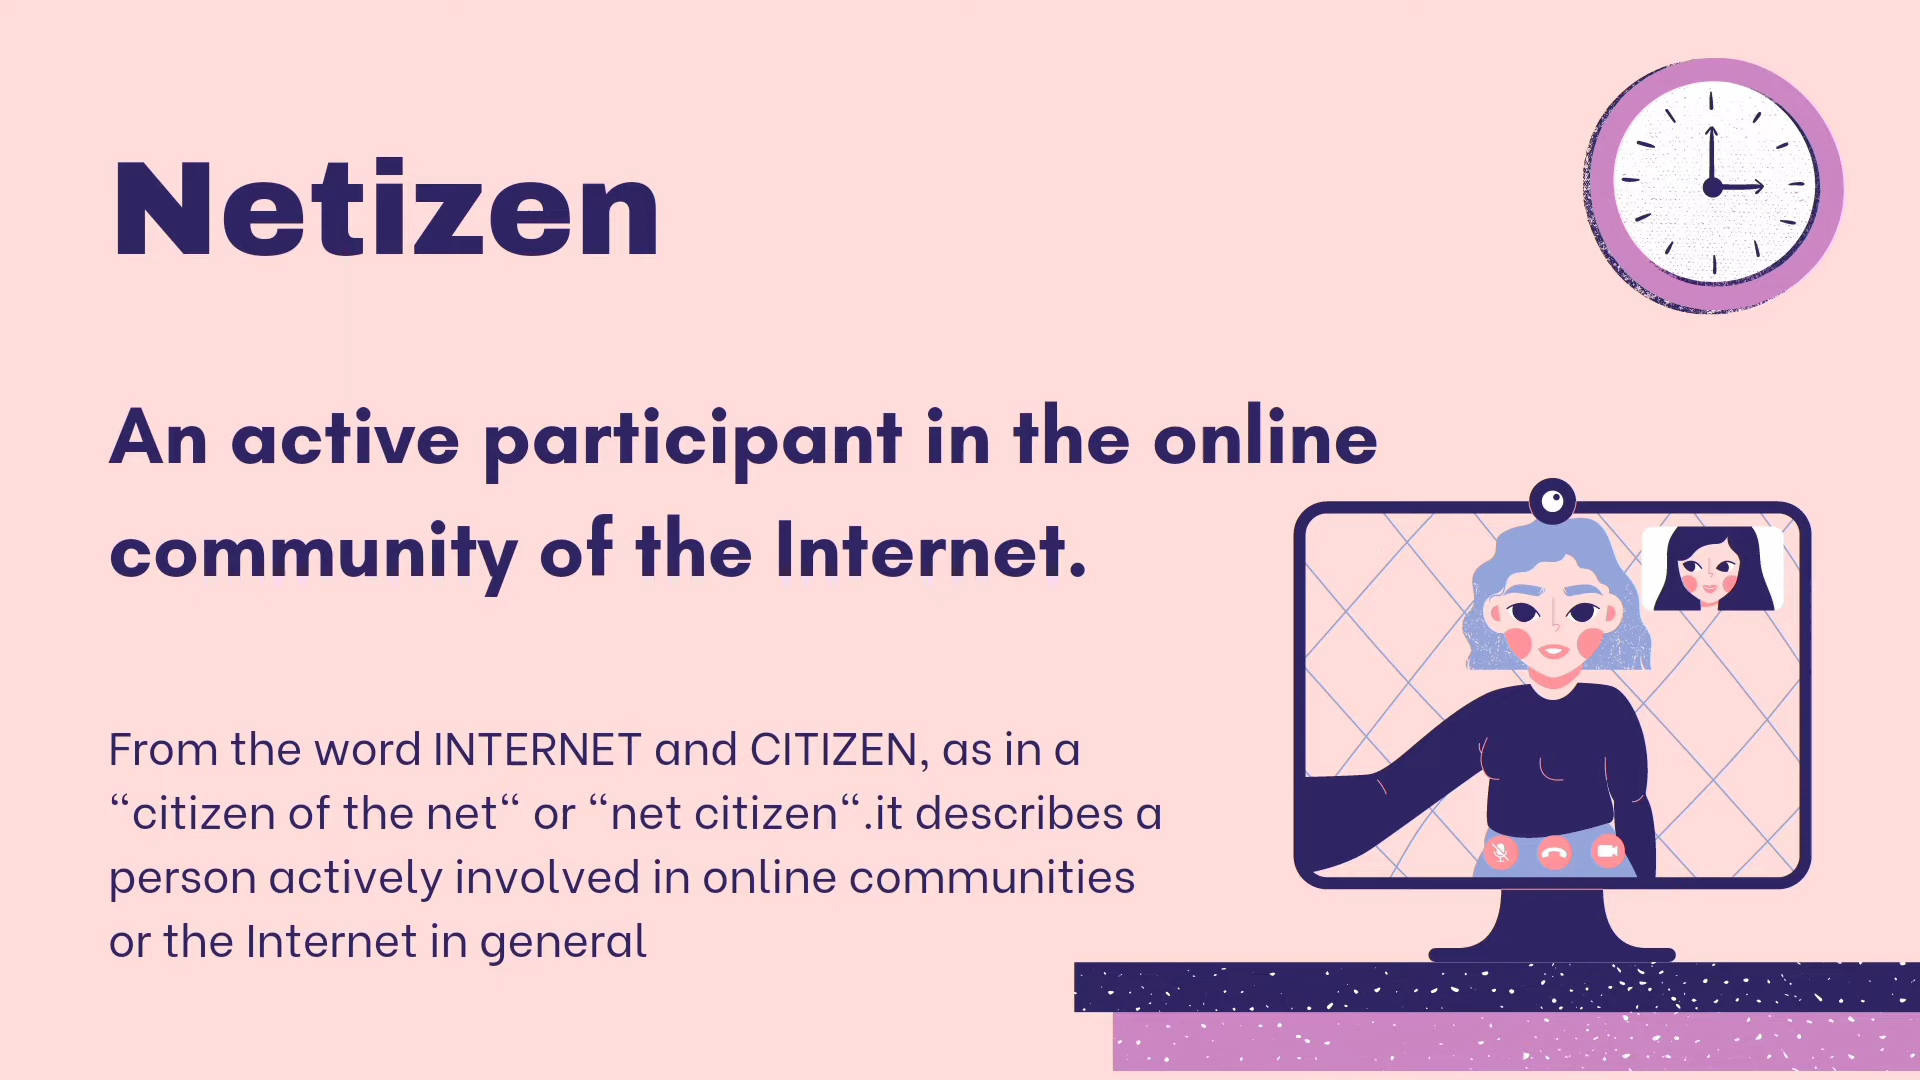 Netizen
An active participant in the online
community of the Internet.
From the word INTERNET and CITIZEN, as in a
“citizen of the net“ or “net citizen“.it describes a
person actively involved in online communities
or the Internet in general